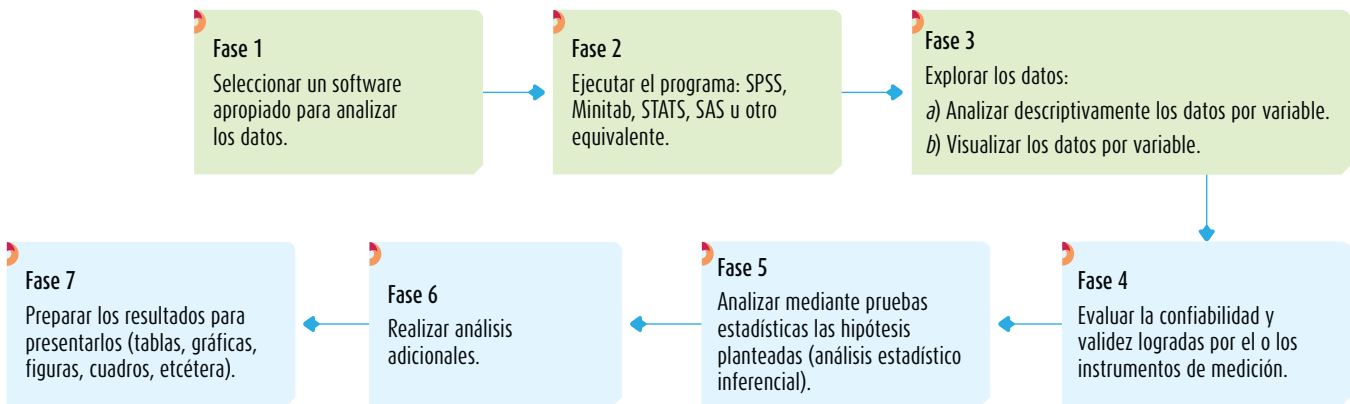 Fase 1
Seleccionar un software
apropiado para analizar
los datos.
Fase 2
Ejecutar el programa: SPSS,
Minitab, STATS, SAS u otro
equivalente.
Fase 3
Explorar los datos:
a) Analizar descriptivamente los datos por variable.
b) Visualizar los datos por variable.
Fase 4
Evaluar la confiabilidad y
validez logradas por el o los
instrumentos de medición.
Fase 5
Analizar mediante pruebas
estadísticas las hipótesis
planteadas (análisis estadístico
inferencial).
Fase 6
Realizar análisis
adicionales.
Fase 7
Preparar los resultados para
presentarlos (tablas, gráficas,
figuras, cuadros, etcétera).